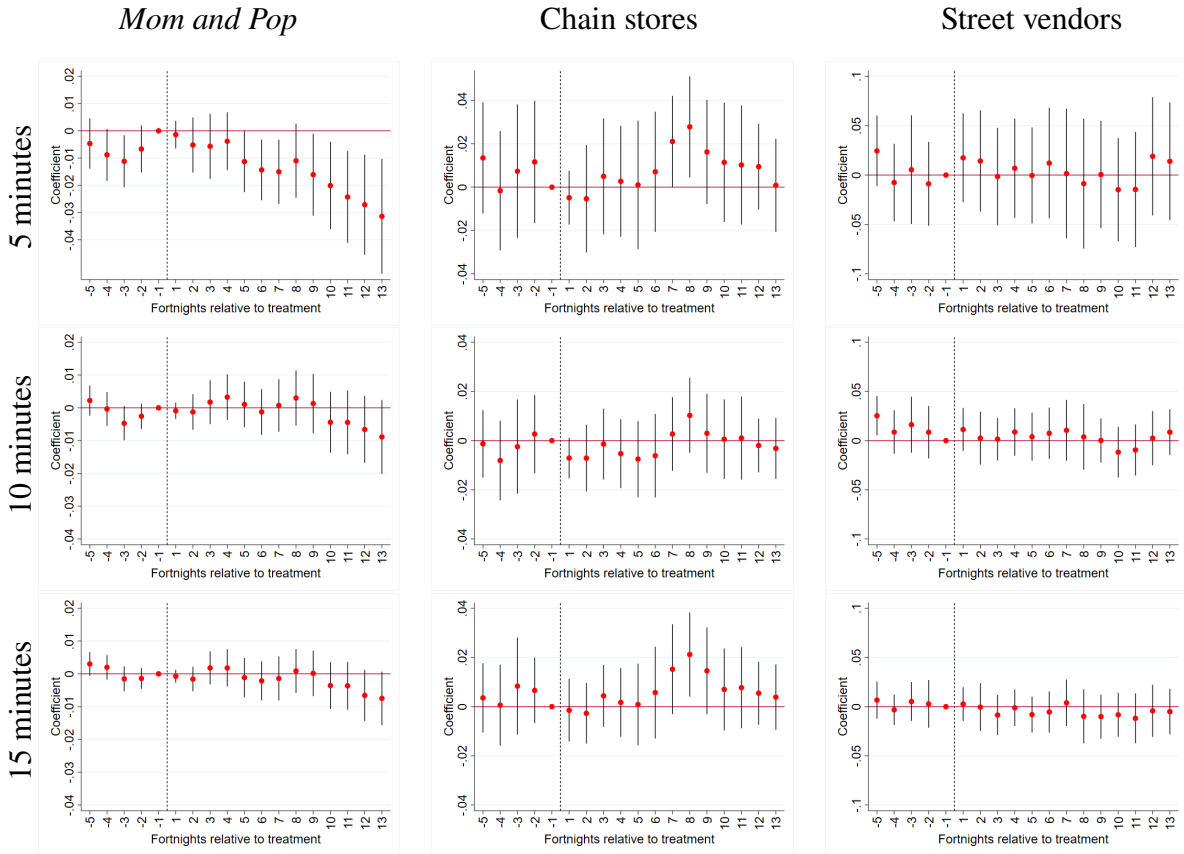 Mom and Pop Chain stores Street vendors
5 minutes
Coefficient
.02
.01
0
-.01
-.02
-.03
-.04
-5 -4 -3 -2 -1 1 2 3 4 5 6 7 8 9 10 11 12 13
Fortnights relative to treatment
Coefficient
.04
.02
0
-.02
-.04
-5 -4 -3 -2 -1 1 2 3 4 5 6 7 8 9 10 11 12 13
Fortnights relative to treatment
Coefficient
.1
.05
0
-.05
-.1
-5 -4 -3 -2 -1 1 2 3 4 5 6 7 8 9 10 11 12 13
Fortnights relative to treatment
10 minutes
Coefficient
.02
.01
0
-.01
-.02
-.03
-.04
-5 -4 -3 -2 -1 1 2 3 4 5 6 7 8 9 10 11 12 13
Fortnights relative to treatment
Coefficient
.04
.02
0
-.02
-.04
-5 -4 -3 -2 -1 1 2 3 4 5 6 7 8 9 10 11 12 13
Fortnights relative to treatment
Coefficient
.1
.05
0
-.05
-.1
-5 -4 -3 -2 -1 1 2 3 4 5 6 7 8 9 10 11 12 13
Fortnights relative to treatment
15 minutes
Coefficient
.02
.01
0
-.01
-.02
-.03
-.04
-5 -4 -3 -2 -1 1 2 3 4 5 6 7 8 9 10 11 12 13
Fortnights relative to treatment
Coefficient
.04
.02
0
-.02
-.04
-5 -4 -3 -2 -1 1 2 3 4 5 6 7 8 9 10 11 12 13
Fortnights relative to treatment
Coefficient
.1
.05
0
-.05
-.1
-5 -4 -3 -2 -1 1 2 3 4 5 6 7 8 9 10 11 12 13
Fortnights relative to treatment